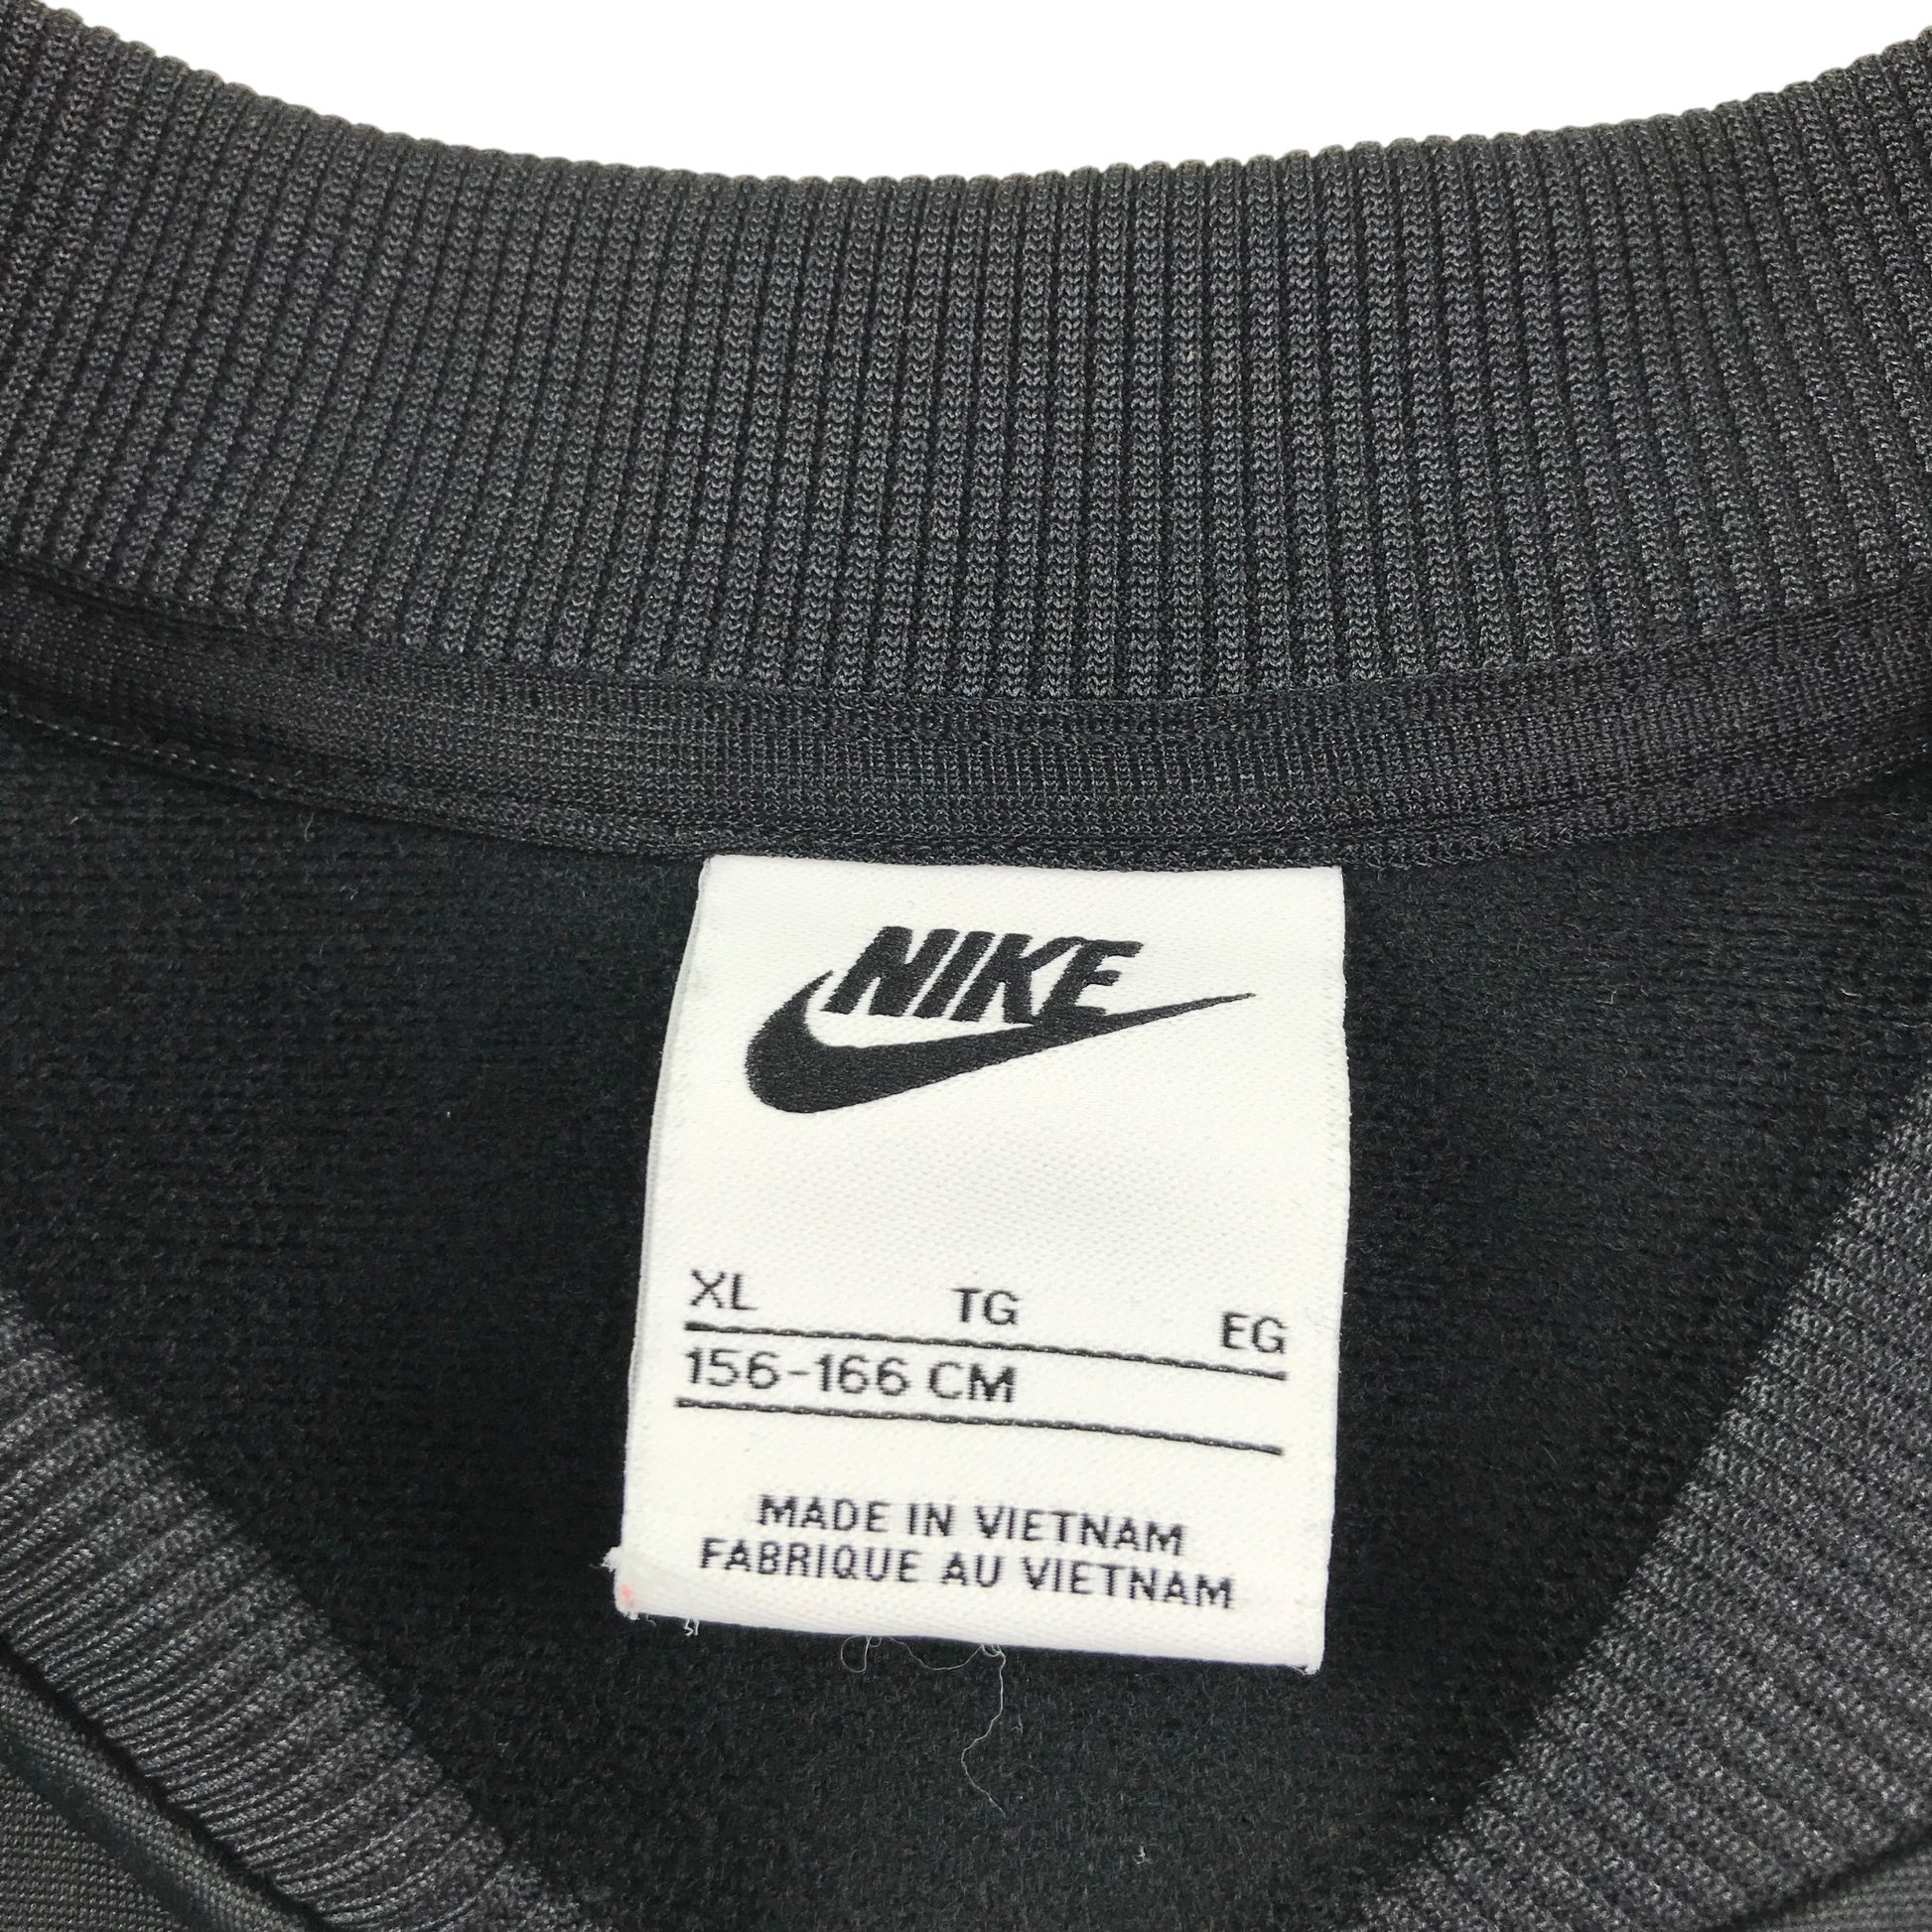 NIKE
XL TG EG
156-166 CM
MADE IN VIETNAM
FABRIQUE AU VIETNAM